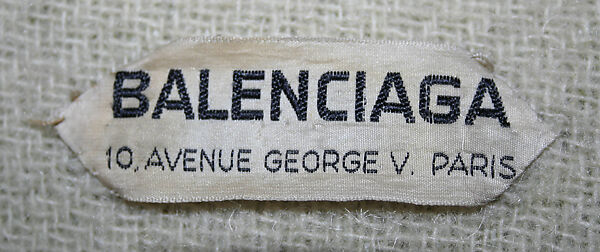 BALENCIAGA
10, AVENUE GEORGE V. PARIS